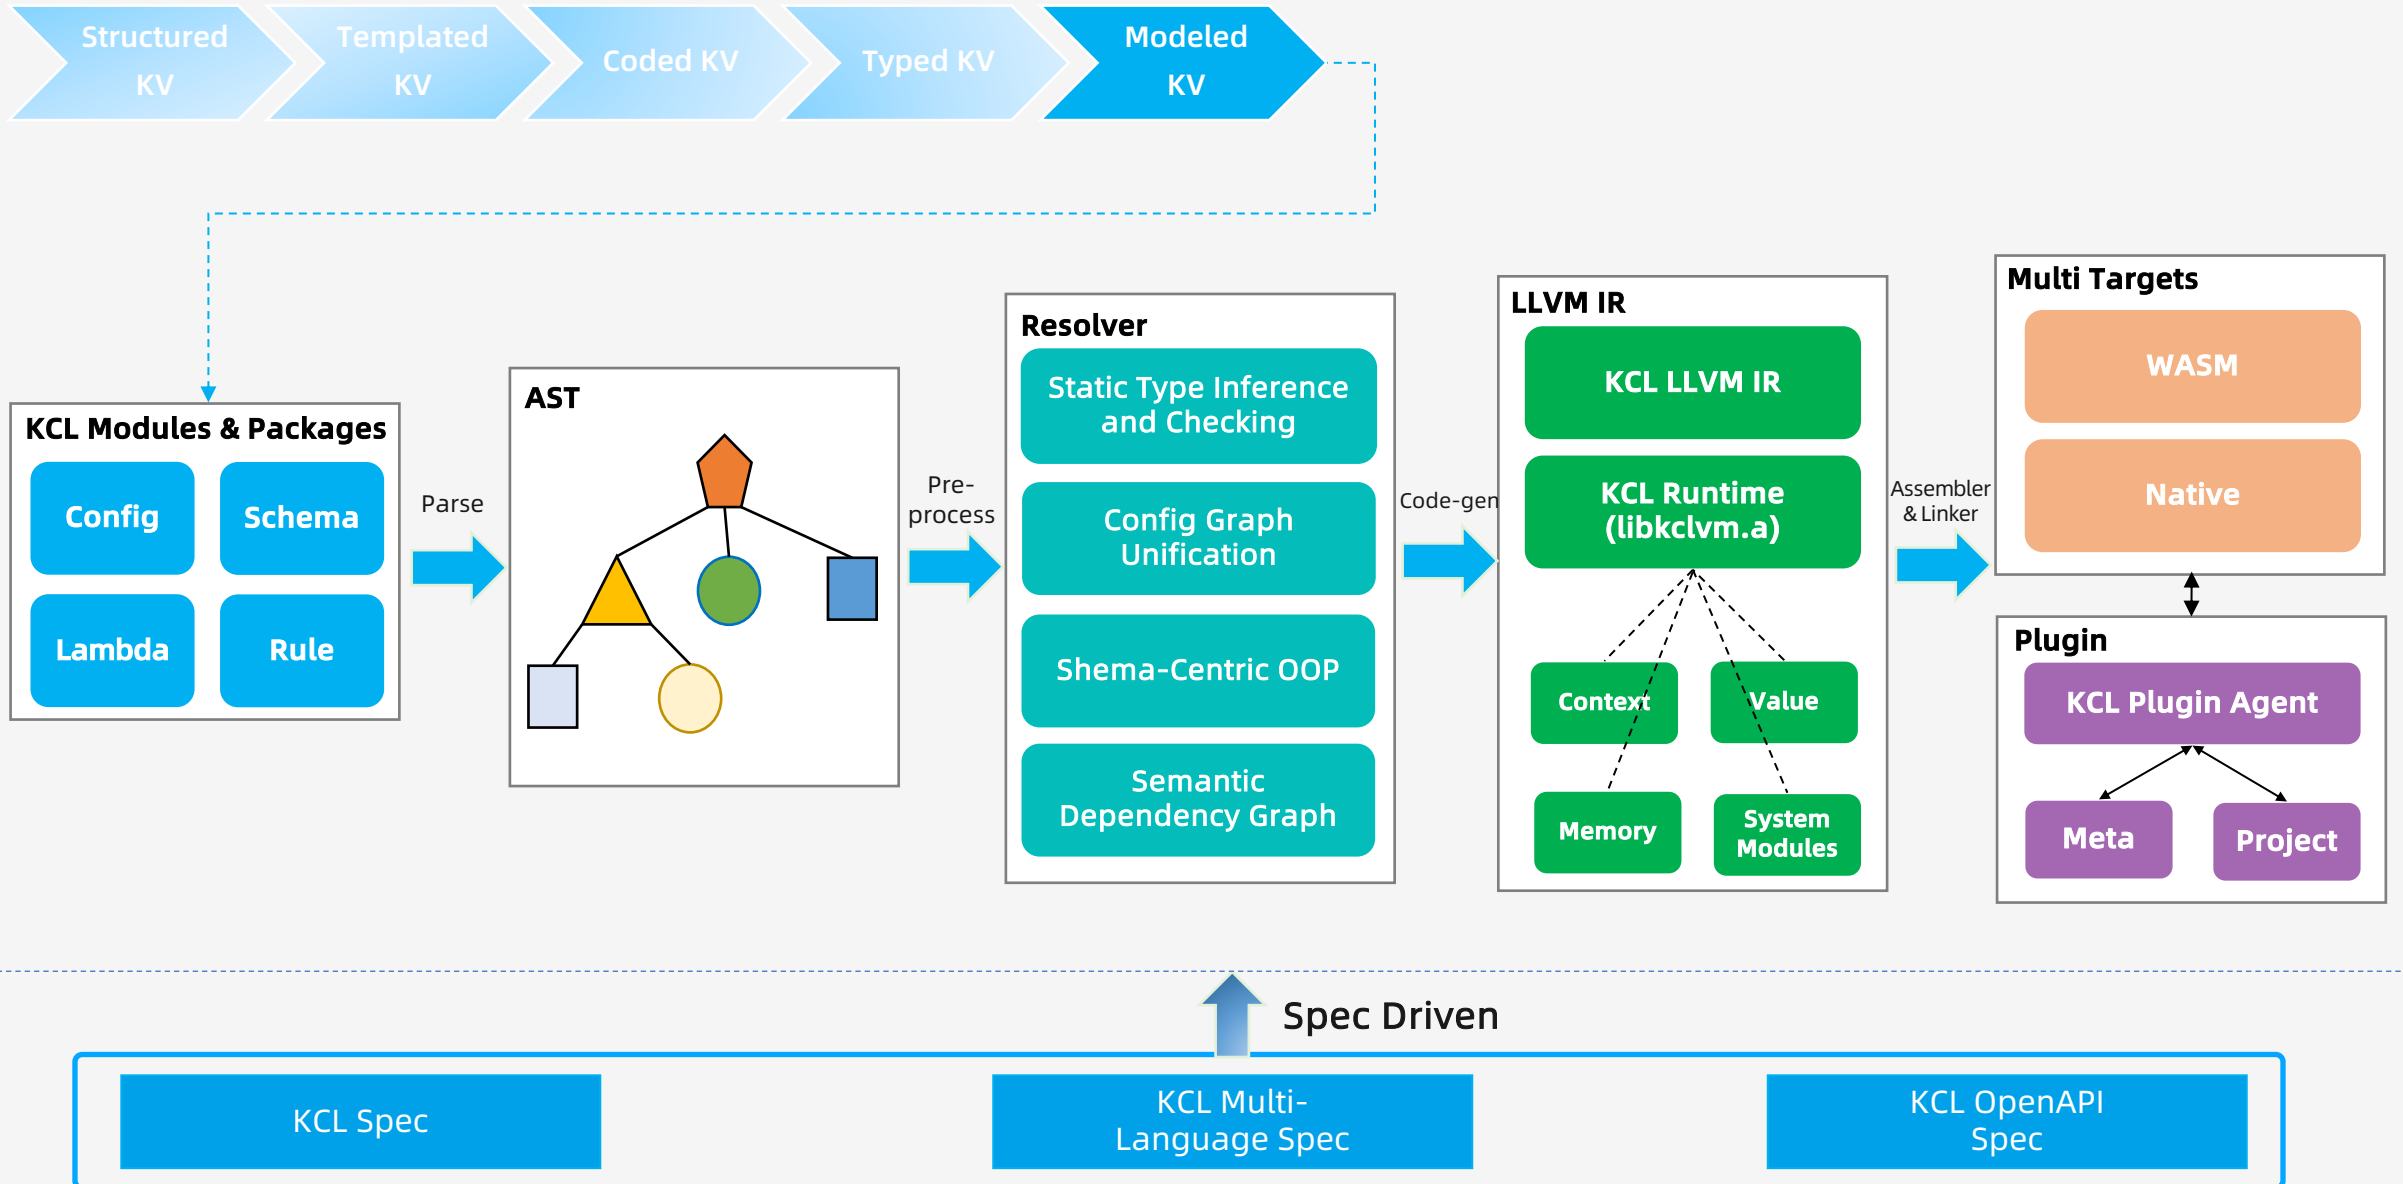 Structured
KV
Templated
KV
Coded KV
Typed KV
Modeled
KV
KCL Modules & Packages
Config
Schema
Lambda
Rule
Parse
AST
Pre-
process
Resolver
Static Type Inference
and Checking
Config Graph
Unification
Shema-Centric OOP
Semantic
Dependency Graph
Code-gen
LLVM IR
KCL LLVM IR
KCL Runtime
(libkclvm.a)
Context
Value
Memory
System
Modules
Assembler
& Linker
Multi Targets
WASM
Native
Plugin
KCL Plugin Agent
Meta
Project
Spec Driven
KCL Spec
KCL Multi-
Language Spec
KCL OpenAPI
Spec